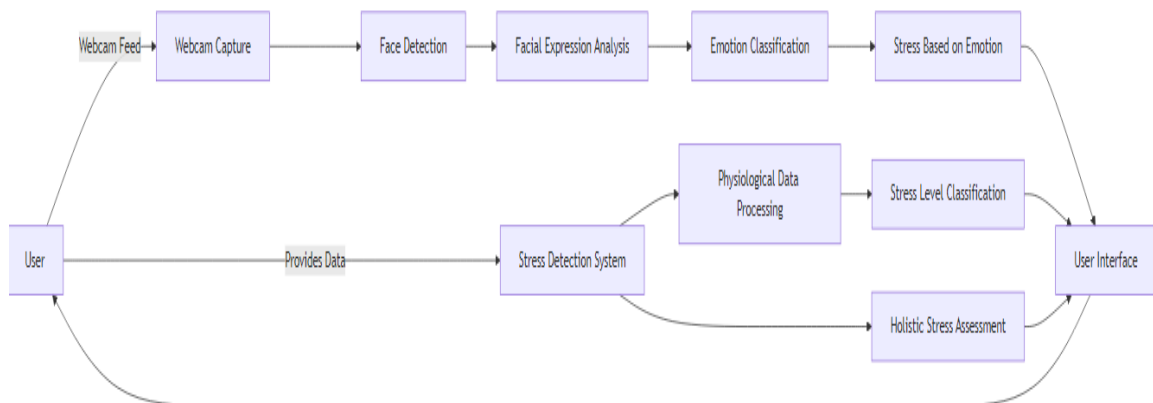 Webcam Feed
Webcam Capture
Face Detection
Facial Expression Analysis
Emotion Classification
Stress Based on Emotion
Physiological Data
Processing
Stress Level Classification
User
Provides Data
Stress Detection System
User Interface
Holistic Stress Assessment